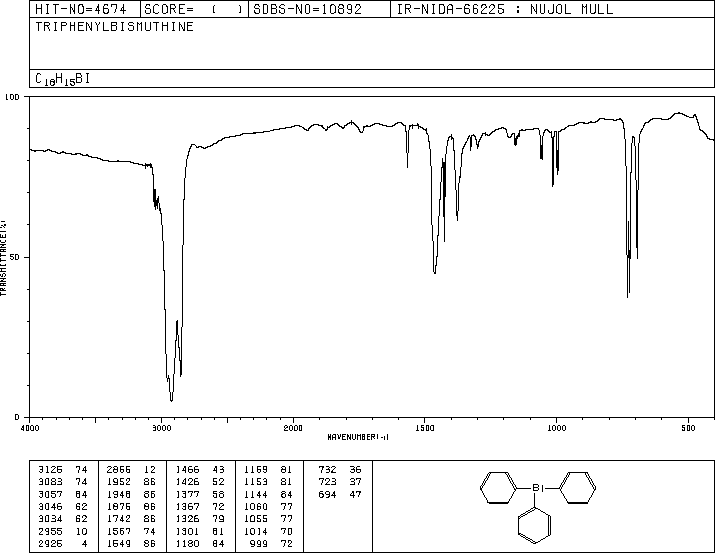 HIT-NO=4674 SCORE= ( ) SDBS-NO=10892 IR-NIDA-66225 : NUJOL MULL
TRIPHENYLBISMUTHINE
C18H15BI
100
50
0
TRANSMITTANCE(%)
4000 3000 2000 1500 1000 500
WAVENUMBER(-1)
3125 74 2855 12 1466 43 1159 81 732 36
3083 74 1952 86 1426 52 1153 81 723 37
3057 64 1948 86 1377 58 1144 84 694 47
3046 62 1876 86 1367 72 1060 77
3034 62 1742 86 1326 79 1055 77
2955 10 1567 74 1301 81 1014 70
2925 4 1549 86 1180 84 999 72
BI